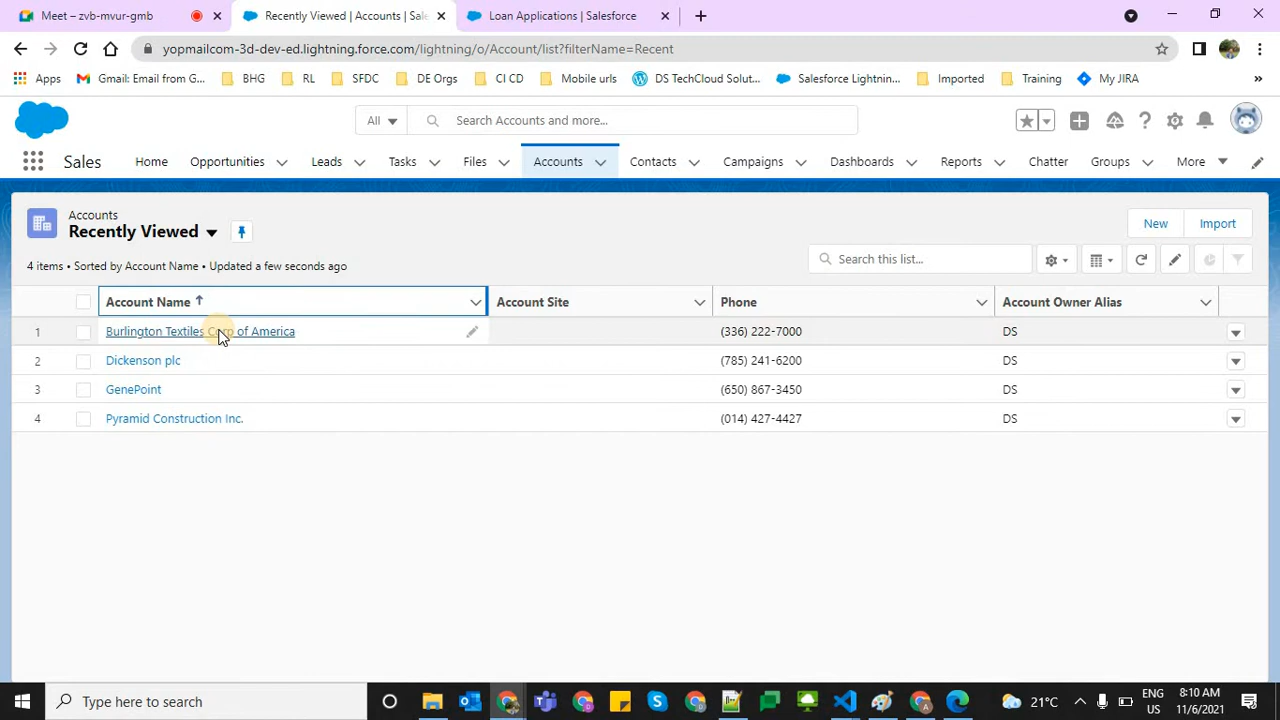 Meet – zvb-mvur-gmb
Recently Viewed | Accounts | Sale
Loan Applications | Salesforce
yopmailcom-3d-dev-ed.lightning.force.com/lightning/o/Account/list?filterName=Recent
Apps
Gmail: Email from G...
BHG
RL
SFDC
DE Orgs
CI CD
Mobile urls
DS TechCloud Solut...
Salesforce Lightnin...
Imported
Training
My JIRA
»
All
Search Accounts and more...
Sales
Home
Opportunities
Leads
Tasks
Files
Accounts
Contacts
Campaigns
Dashboards
Reports
Chatter
Groups
More
Accounts
Recently Viewed
New
Import
4 items • Sorted by Account Name • Updated a few seconds ago
Search this list...
Account Name ↑
Account Site
Phone
Account Owner Alias
1 Burlington Textiles Corp of America (336) 222-7000 DS
2 Dickenson plc (785) 241-6200 DS
3 GenePoint (650) 867-3450 DS
4 Pyramid Construction Inc. (014) 427-4427 DS
Type here to search
21°C
ENG
US
8:10 AM
11/6/2021